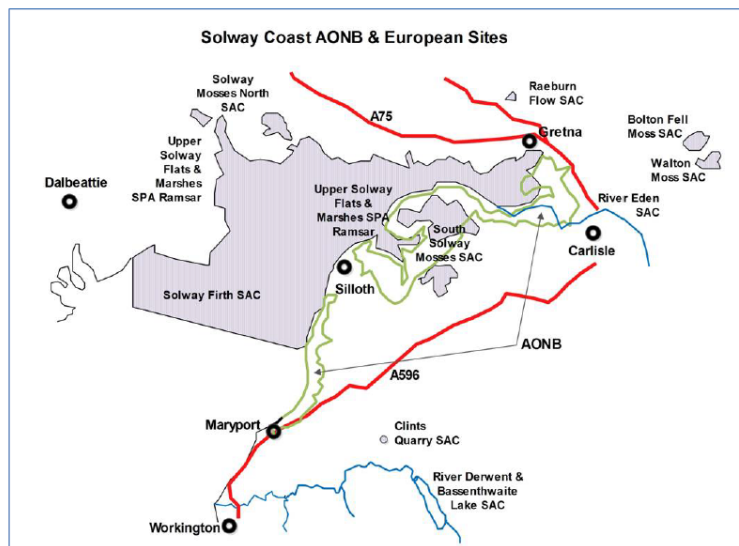 Solway Coast AONB & European Sites
Solway
Mosses North
SAC
Raeburn
Flow SAC
A75
Gretna
Bolton Fell
Moss SAC
Walton
Moss SAC
Upper
Solway
Flats &
Marshes
SPA Ramsar
Dalbeattie
Upper Solway
Flats &
Marshes SPA
Ramsar
River Eden
SAC
South
Solway
Mosses SAC
Carlisle
Silloth
Solway Firth SAC
AONB
A596
Maryport
Clints
Quarry SAC
River Derwent &
Bassenthwaite
Lake SAC
Workington